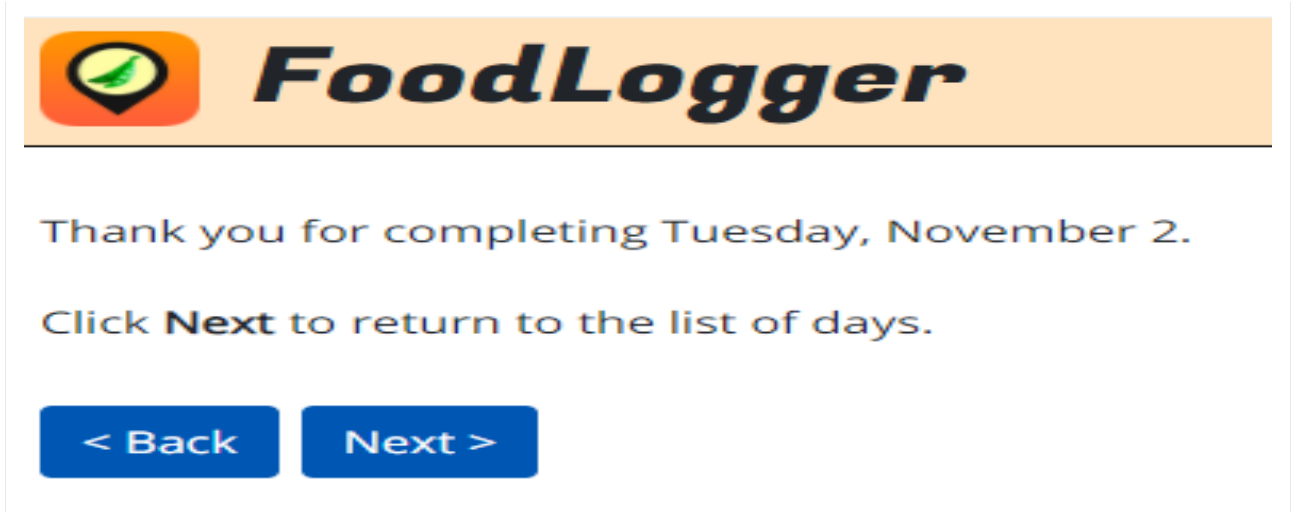 FoodLogger
Thank you for completing Tuesday, November 2.
Click Next to return to the list of days.
< Back
Next >